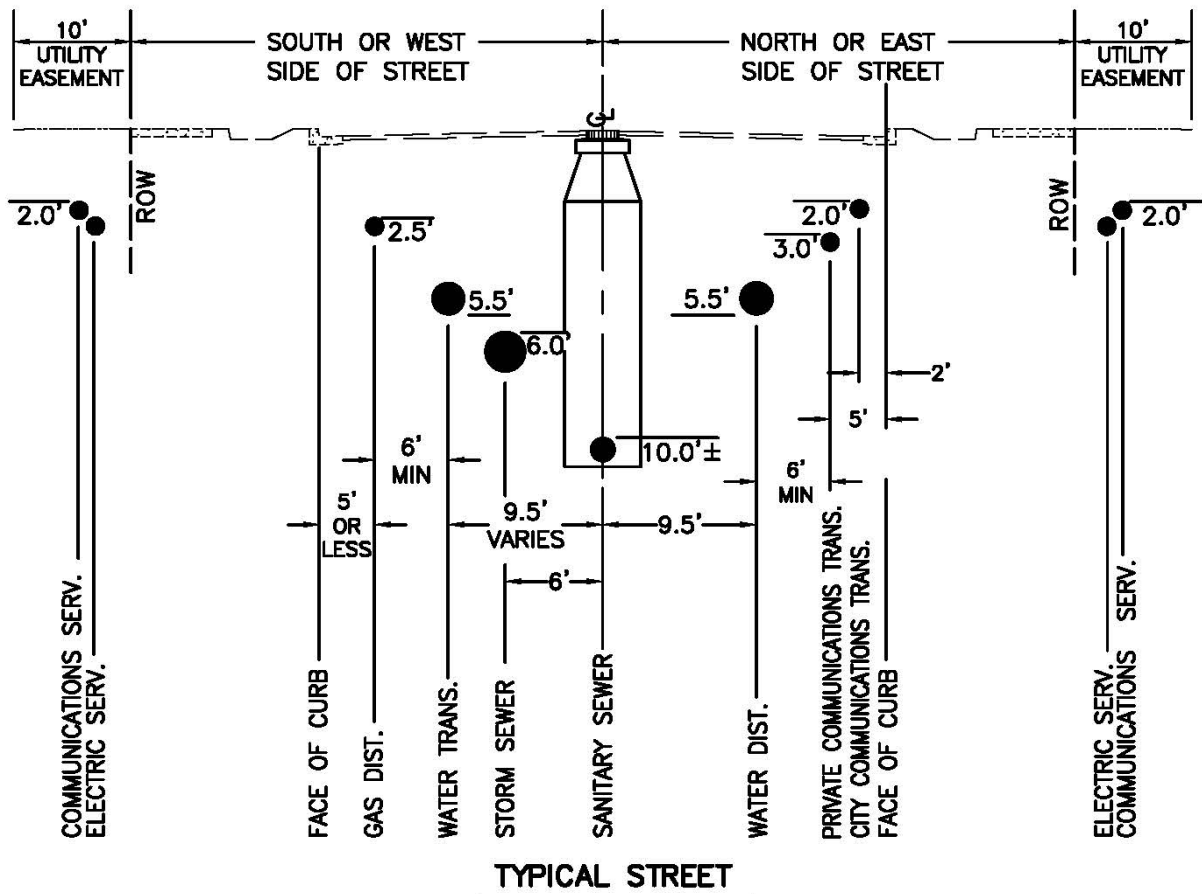 10'
UTILITY
EASEMENT
SOUTH OR WEST
SIDE OF STREET
NORTH OR EAST
SIDE OF STREET
10'
UTILITY
EASEMENT
CL
ROW
ROW
2.0'
2.5'
5.5'
6.0'
10.0'±
5.5'
3.0'
2.0'
2.0'
2'
5'
6'
MIN
6'
MIN
5'
OR
LESS
9.5'
VARIES
9.5'
6'
COMMUNICATIONS SERV.
ELECTRIC SERV.
FACE OF CURB
GAS DIST.
WATER TRANS.
STORM SEWER
SANITARY SEWER
WATER DIST.
PRIVATE COMMUNICATIONS TRANS.
CITY COMMUNICATIONS TRANS.
FACE OF CURB
ELECTRIC SERV.
COMMUNICATIONS SERV.
TYPICAL STREET